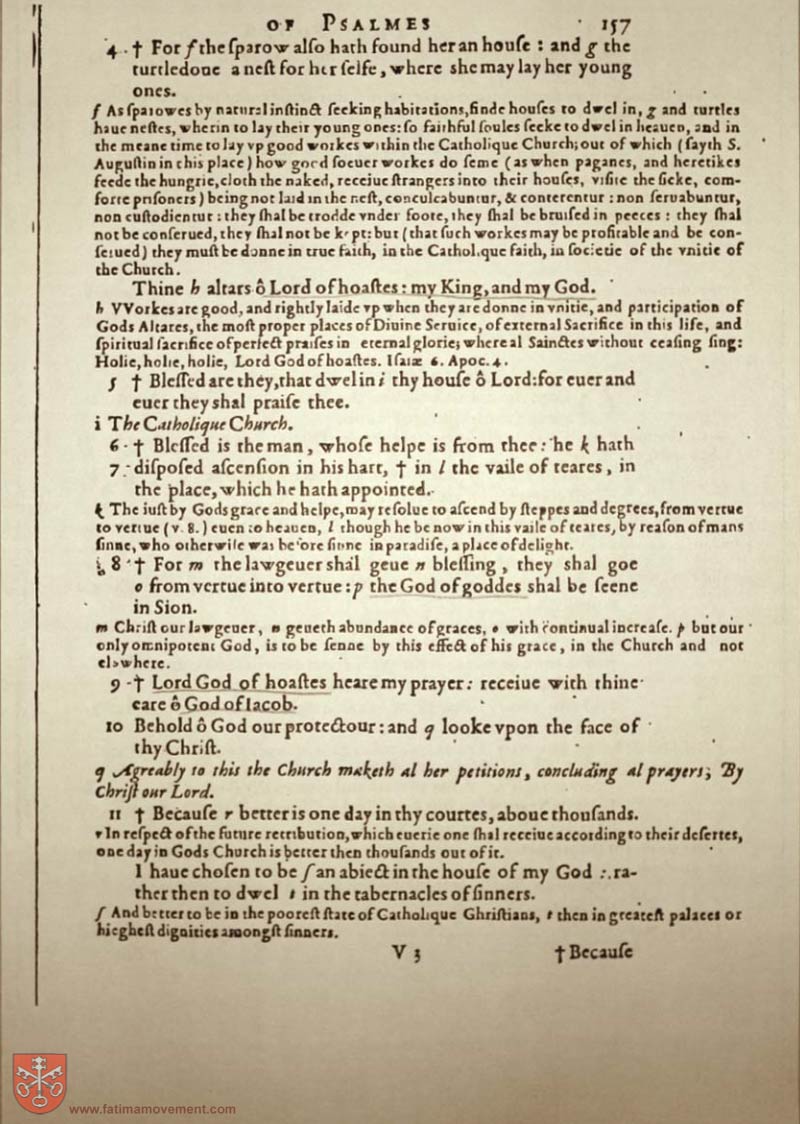 OF PSALMES 157
4 · † For ſ the ſparow alſo hath found her an houſe : and g the
turtledoue a neſt for her ſelfe, where she may lay her young
ones.
ſ As ſparowes by natural inſtinct ſeeking habitations, finde houſes to dwel in, g and turtles
haue neſtes, wherin to lay their young ones: ſo faithful ſoules ſeeke to dwel in heauen, and in
the meane time to lay vp good workes within the Catholique Church; out of which (ſayth S.
Auguſtin in this place) how good ſoeuer workes do ſeme (as when paganes, and heretikes
feede the hungrie, cloth the naked, receiue ſtrangers into their houſes, viſite the ſicke, com-
forte priſoners) being not laid in the neſt, conculcabuntur, & conterentur : non ſeruabuntur,
non cuſtodientur : they ſhal be trodde vnder foote, they ſhal be bruiſed in peeces : they ſhal
not be conſerued, they ſhal not be kept: but (that ſuch workes may be profitable and be con-
ſerued) they muſt be donne in true faith, in the Catholique faith, in ſocietie of the vnitie of
the Church.
Thine h altars ô Lord of hoaſtes : my King, and my God.
h VVorkes are good, and rightly laide vp when they are donne in vnitie, and participation of
Gods Altares, the moſt proper places of Diuine Seruice, of external Sacrifice in this life, and
ſpiritual ſacrifice of perfect praiſes in eternal glorie; where al Sainctes without ceaſing ſing:
Holie, holie, holie, Lord God of hoaſtes. Iſaiæ 6. Apoc. 4.
5 † Bleſſed are they, that dwel in i thy houſe ô Lord: for euer and
euer they shal praiſe thee.
i The Catholique Church.
6 · † Bleſſed is the man, whoſe helpe is from thee: he k hath
7 · diſpoſed aſcenſion in his hart, † in l the vaile of teares, in
the place, which he hath appointed.
k The iuſt by Gods grace and helpe, may reſolue to aſcend by ſteppes and degrees, from vertue
to vertue (v. 8.) euen to heauen, l though he be now in this vaile of teares, by reaſon of mans
ſinne, who otherwiſe was before ſinne in paradiſe, a place of delight.
8 · † For m the lawgeuer shal geue n bleſſing, they shal goe
o from vertue into vertue: p the God of goddes shal be ſeene
in Sion.
m Chriſt our lawgeuer, n geueth abundance of graces, o with continual increaſe. p but our
only omnipotent God, is to be ſenne by this effect of his grace, in the Church and not
elswhere.
9 · † Lord God of hoaſtes heare my prayer: receiue with thine
eare ô God of Iacob.
10 Behold ô God our protectour: and q looke vpon the face of
thy Chriſt.
q Agreably to this the Church maketh al her petitions, concluding al prayers; By
Chriſt our Lord.
11 † Becauſe r better is one day in thy courtes, aboue thouſands.
r In reſpect of the future retribution, which euerie one ſhal receiue according to their deſertes,
one day in Gods Church is better then thouſands out of it.
I haue choſen to be ſ an abiect in the houſe of my God : ra-
ther then to dwel t in the tabernacles of ſinners.
ſ And better to be in the pooreſt ſtate of Catholique Ghriſtians, t then in greateſt palaces or
hiegheſt dignities amongſt ſinners.
V 3 † Becauſe
www.fatimamovement.com